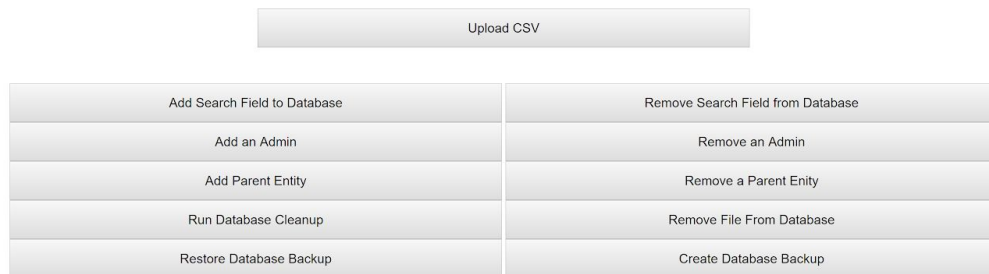 Upload CSV
Add Search Field to Database
Remove Search Field from Database
Add an Admin
Remove an Admin
Add Parent Entity
Remove a Parent Enity
Run Database Cleanup
Remove File From Database
Restore Database Backup
Create Database Backup